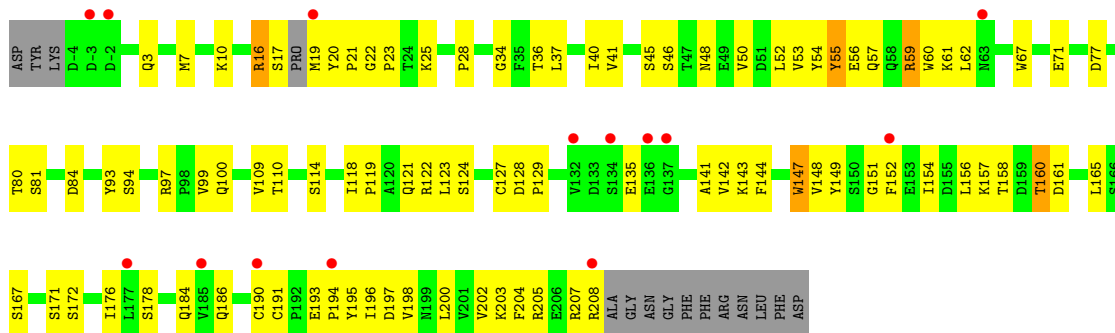 ASP TYR LYS D-4 D-3 D-2 Q3 M7 K10 R16 S17 PRO M19 Y20 P21 G22 P23 T24 K25 P28 G34 F35 T36 L37 I40 V41 S45 S46 T47 N48 E49 V50 D51 L52 V53 Y54 Y55 E56 Q57 Q58 R59 W60 K61 L62 N63 W67 E71 D77
T80 S81 D84 Y93 S94 R97 P98 V99 Q100 V109 T110 S114 I118 P119 A120 Q121 R122 L123 S124 C127 D128 P129 V132 D133 S134 E135 E136 G137 A141 V142 K143 F144 W147 V148 Y149 S150 G151 F152 E153 I154 D155 L156 K157 T158 D159 T160 D161 L165 S166
S167 S171 S172 I176 L177 S178 Q184 V185 Q186 C190 C191 P192 E193 P194 Y195 I196 D197 V198 N199 L200 V201 V202 K203 F204 R205 E206 R207 R208 ALA GLY ASN GLY PHE PHE ARG ASN LEU PHE ASP